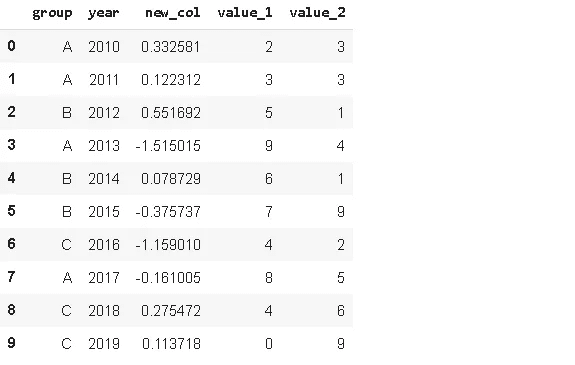 group year new_col value_1 value_2
0 A 2010 0.332581 2 3
1 A 2011 0.122312 3 3
2 B 2012 0.551692 5 1
3 A 2013 -1.515015 9 4
4 B 2014 0.078729 6 1
5 B 2015 -0.375737 7 9
6 C 2016 -1.159010 4 2
7 A 2017 -0.161005 8 5
8 C 2018 0.275472 4 6
9 C 2019 0.113718 0 9